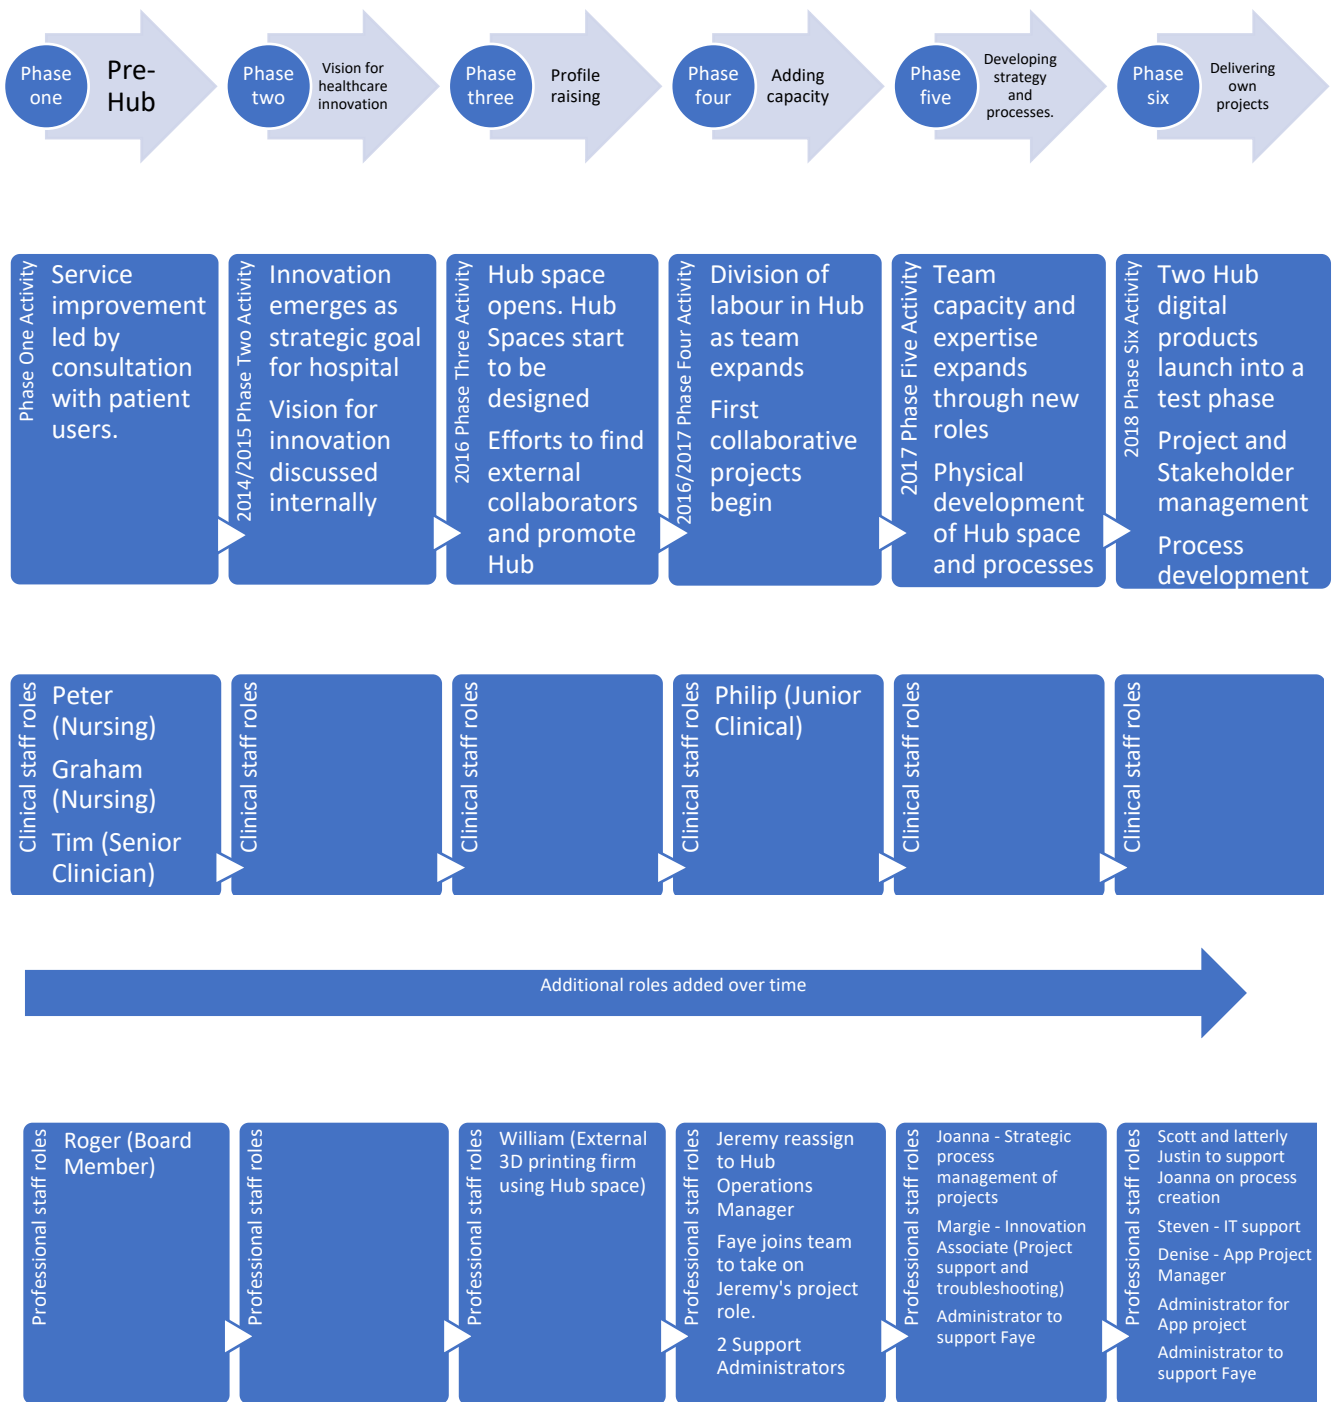 Phase
one
Pre-
Hub
Phase
two
Vision for
healthcare
innovation
Phase
three
Profile
raising
Phase
four
Adding
capacity
Phase
five
Developing
strategy
and
processes.
Phase
six
Delivering
own
projects
Phase One Activity
Service
improvement
led by
consultation
with patient
users.
2014/2015 Phase Two Activity
Innovation
emerges as
strategic goal
for hospital
Vision for
innovation
discussed
internally
2016 Phase Three Activity
Hub space
opens. Hub
Spaces start
to be
designed
Efforts to find
external
collaborators
and promote
Hub
2016/2017 Phase Four Activity
Division of
labour in Hub
as team
expands
First
collaborative
projects
begin
2017 Phase Five Activity
Team
capacity and
expertise
expands
through new
roles
Physical
development
of Hub space
and processes
2018 Phase Six Activity
Two Hub
digital
products
launch into a
test phase
Project and
Stakeholder
management
Process
development
Clinical staff roles
Peter
(Nursing)
Graham
(Nursing)
Tim (Senior
Clinician)
Clinical staff roles
Clinical staff roles
Clinical staff roles
Philip (Junior
Clinical)
Clinical staff roles
Clinical staff roles
Additional roles added over time
Professional staff roles
Roger (Board
Member)
Professional staff roles
Professional staff roles
William (External
3D printing firm
using Hub space)
Professional staff roles
Jeremy reassign
to Hub
Operations
Manager
Faye joins team
to take on
Jeremy's project
role.
2 Support
Administrators
Professional staff roles
Joanna - Strategic
process
management of
projects
Margie - Innovation
Associate (Project
support and
troubleshooting)
Administrator to
support Faye
Professional staff roles
Scott and latterly
Justin to support
Joanna on process
creation
Steven - IT support
Denise - App Project
Manager
Administrator for
App project
Administrator to
support Faye